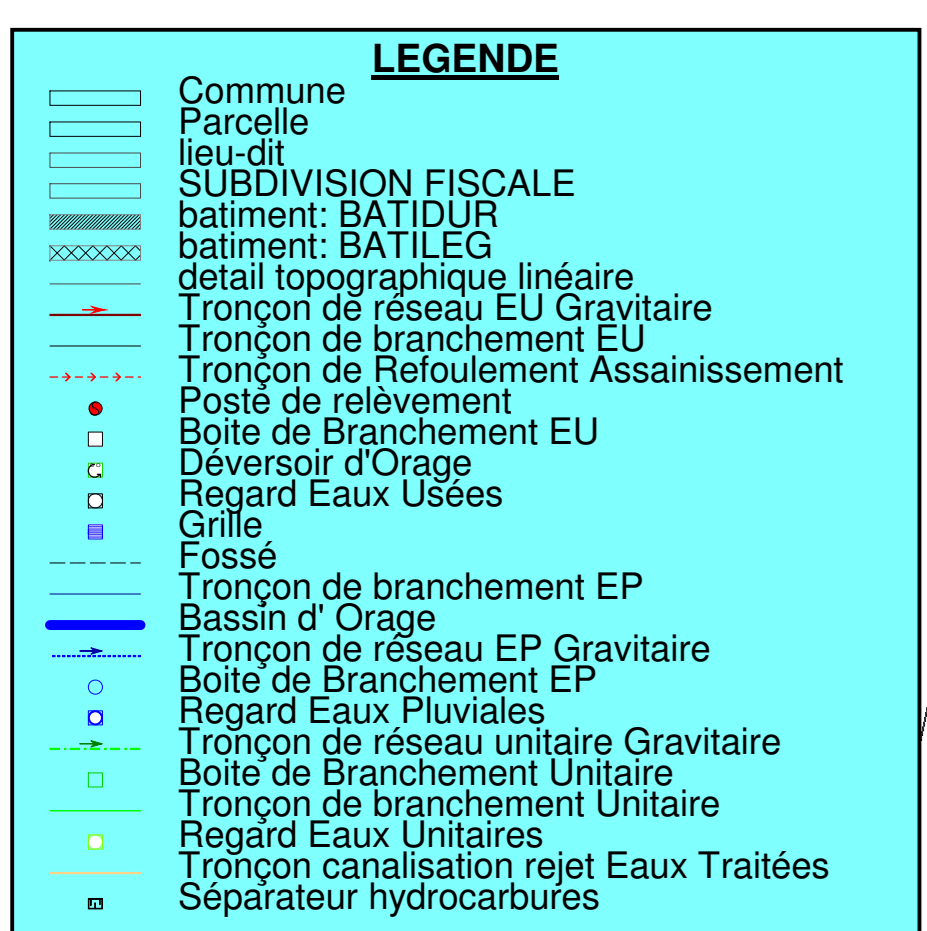 LEGENDE
Commune
Parcelle
lieu-dit
SUBDIVISION FISCALE
batiment: BATIDUR
batiment: BATILEG
detail topographique linéaire
Tronçon de réseau EU Gravitaire
Tronçon de branchement EU
Tronçon de Refoulement Assainissement
Poste de relèvement
Boite de Branchement EU
Déversoir d'Orage
Regard Eaux Usées
Grille
Fossé
Tronçon de branchement EP
Bassin d' Orage
Tronçon de réseau EP Gravitaire
Boite de Branchement EP
Regard Eaux Pluviales
Tronçon de réseau unitaire Gravitaire
Boite de Branchement Unitaire
Tronçon de branchement Unitaire
Regard Eaux Unitaires
Tronçon canalisation rejet Eaux Traitées
Séparateur hydrocarbures